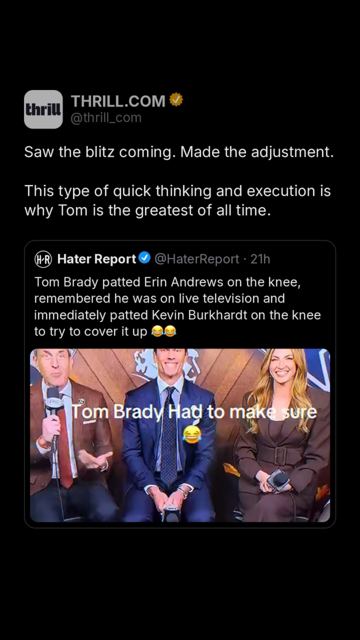 thrill
THRILL.COM
@thrill_com
Saw the blitz coming. Made the adjustment.
This type of quick thinking and execution is
why Tom is the greatest of all time.
H-R Hater Report @HaterReport · 21h
Tom Brady patted Erin Andrews on the knee,
remembered he was on live television and
immediately patted Kevin Burkhardt on the knee
to try to cover it up 😂😂
Tom Brady Had to make sure
😂